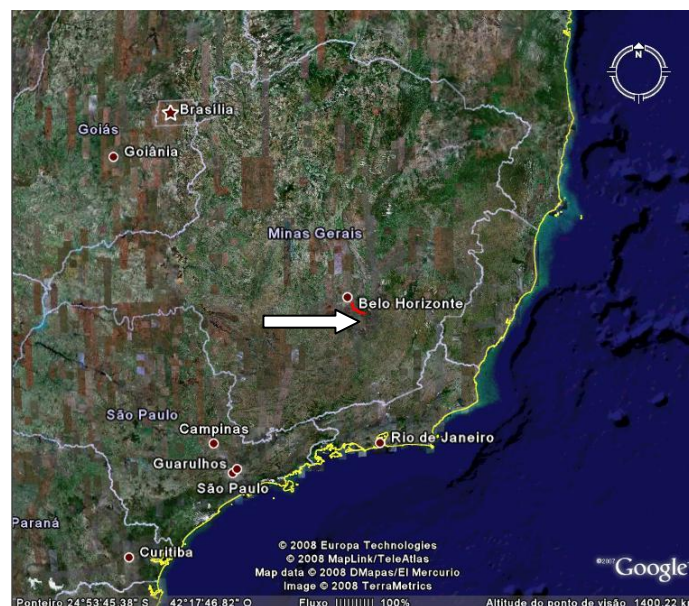 N
Brasília
Goiás
Goiânia
Minas Gerais
Belo Horizonte
São Paulo
Campinas
Rio de Janeiro
Guarulhos
São Paulo
Paraná
Curitiba
© 2008 Europa Technologies
© 2008 MapLink/TeleAtlas
Map data © 2008 DMapas/El Mercurio
Image © 2008 TerraMetrics
©2007 Google
Ponteiro 24°53'45.38" S 42°17'46.82" O Fluxo ||||||||| 100% Altitude do ponto de visão 1400.22 k